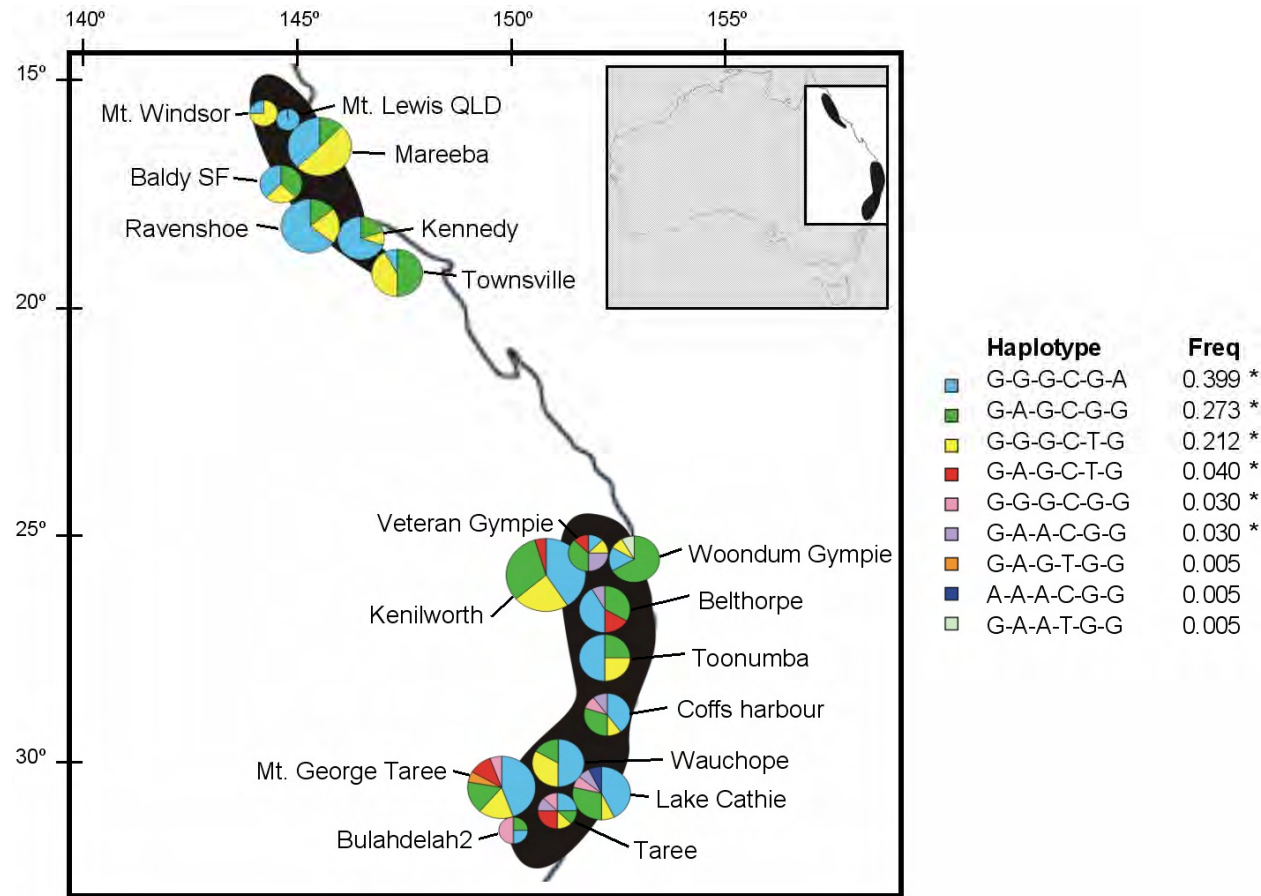 140º 145º 150º 155º
15º
20º
25º
30º
Mt. Windsor
Mt. Lewis QLD
Mareeba
Baldy SF
Ravenshoe
Kennedy
Townsville
Veteran Gympie
Woondum Gympie
Kenilworth
Belthorpe
Toonumba
Coffs harbour
Wauchope
Mt. George Taree
Lake Cathie
Bulahdelah2
Taree
Haplotype Freq
G-G-G-C-G-A 0.399 *
G-A-G-C-G-G 0.273 *
G-G-G-C-T-G 0.212 *
G-A-G-C-T-G 0.040 *
G-G-G-C-G-G 0.030 *
G-A-A-C-G-G 0.030 *
G-A-G-T-G-G 0.005
A-A-A-C-G-G 0.005
G-A-A-T-G-G 0.005